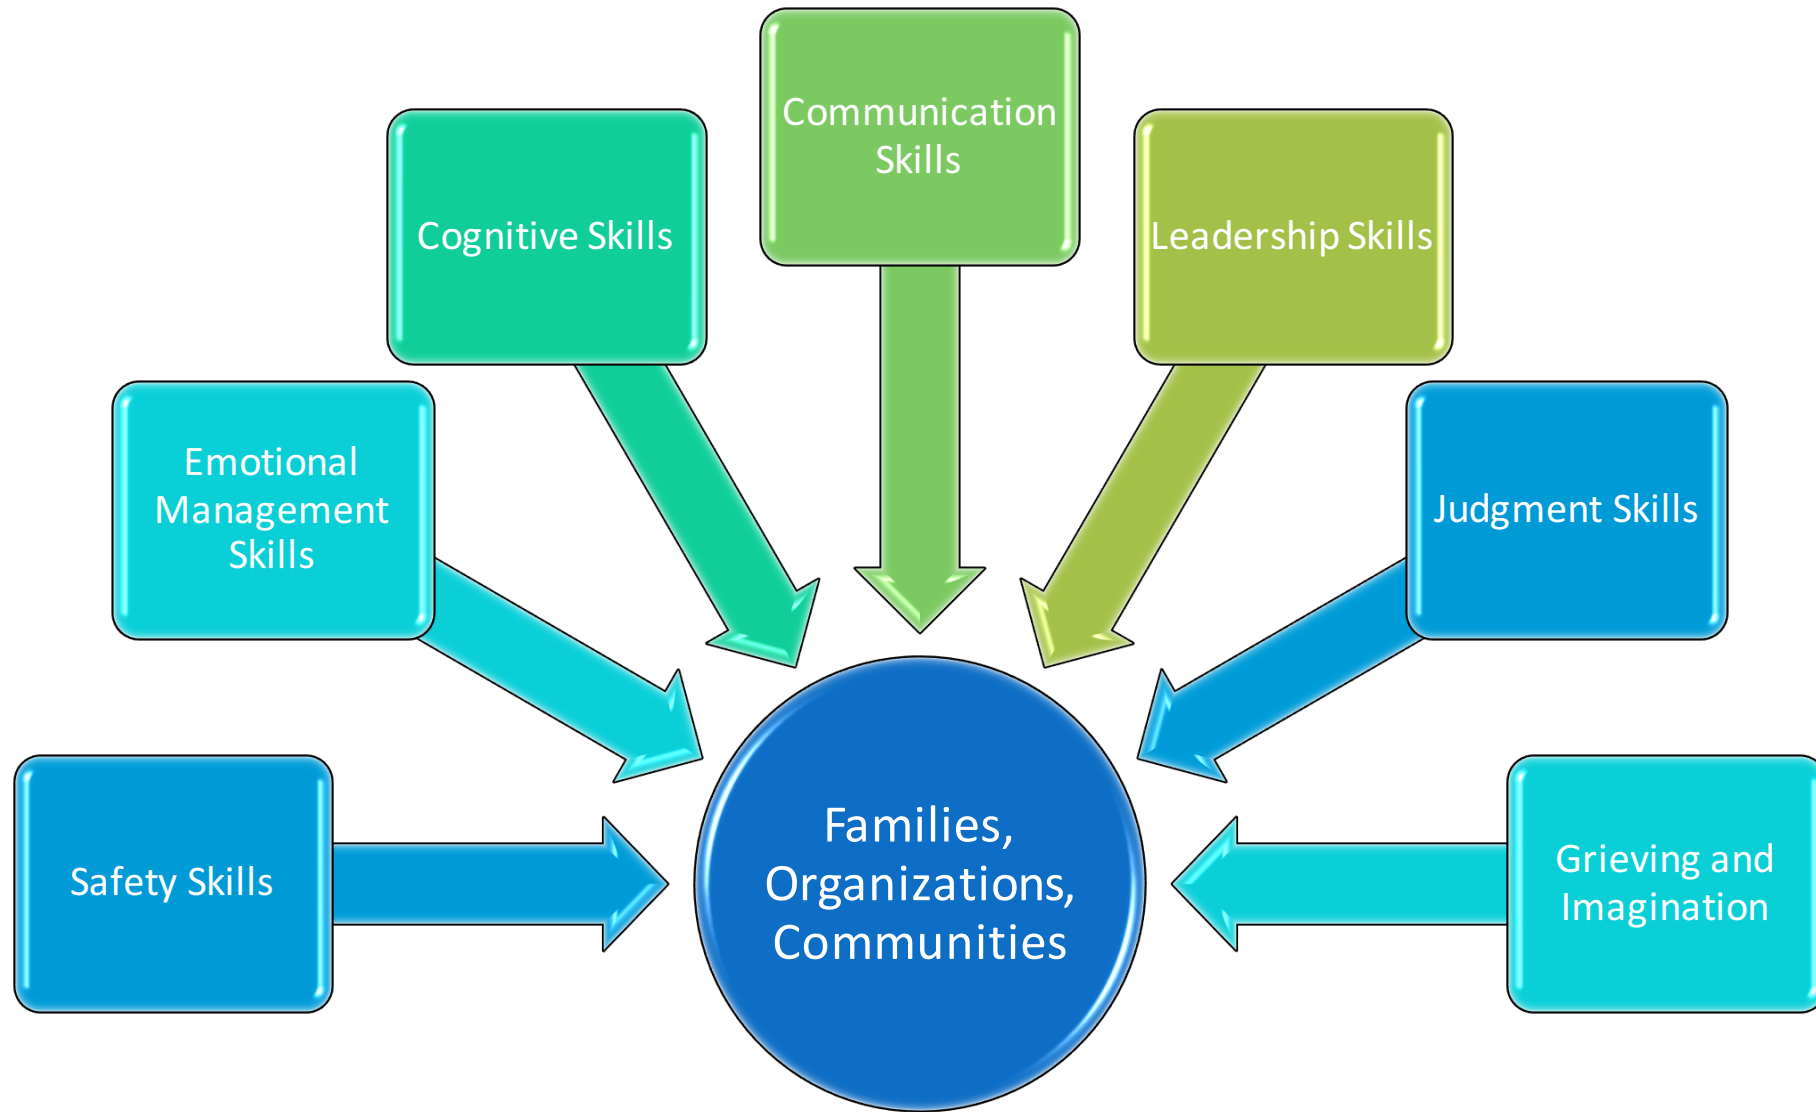 Communication
Skills
Cognitive Skills
Leadership Skills
Emotional
Management
Skills
Judgment Skills
Safety Skills
Families,
Organizations,
Communities
Grieving and
Imagination